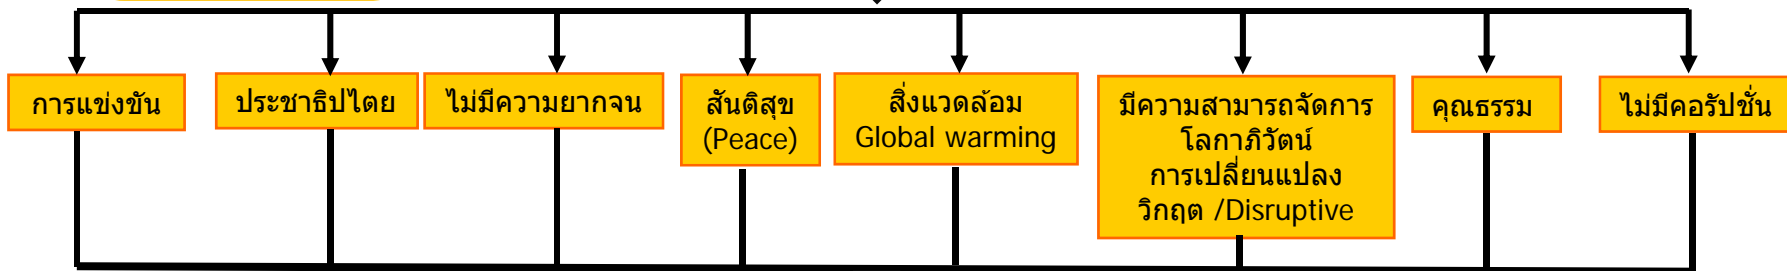 การแข่งขัน
ประชาธิปไตย
ไม่มีความยากจน
สันติสุข
(Peace)
สิ่งแวดล้อม
Global warming
มีความสามารถจัดการ
โลกาภิวัตน์
การเปลี่ยนแปลง
วิกฤต /Disruptive
คุณธรรม
ไม่มีคอรัปชั่น